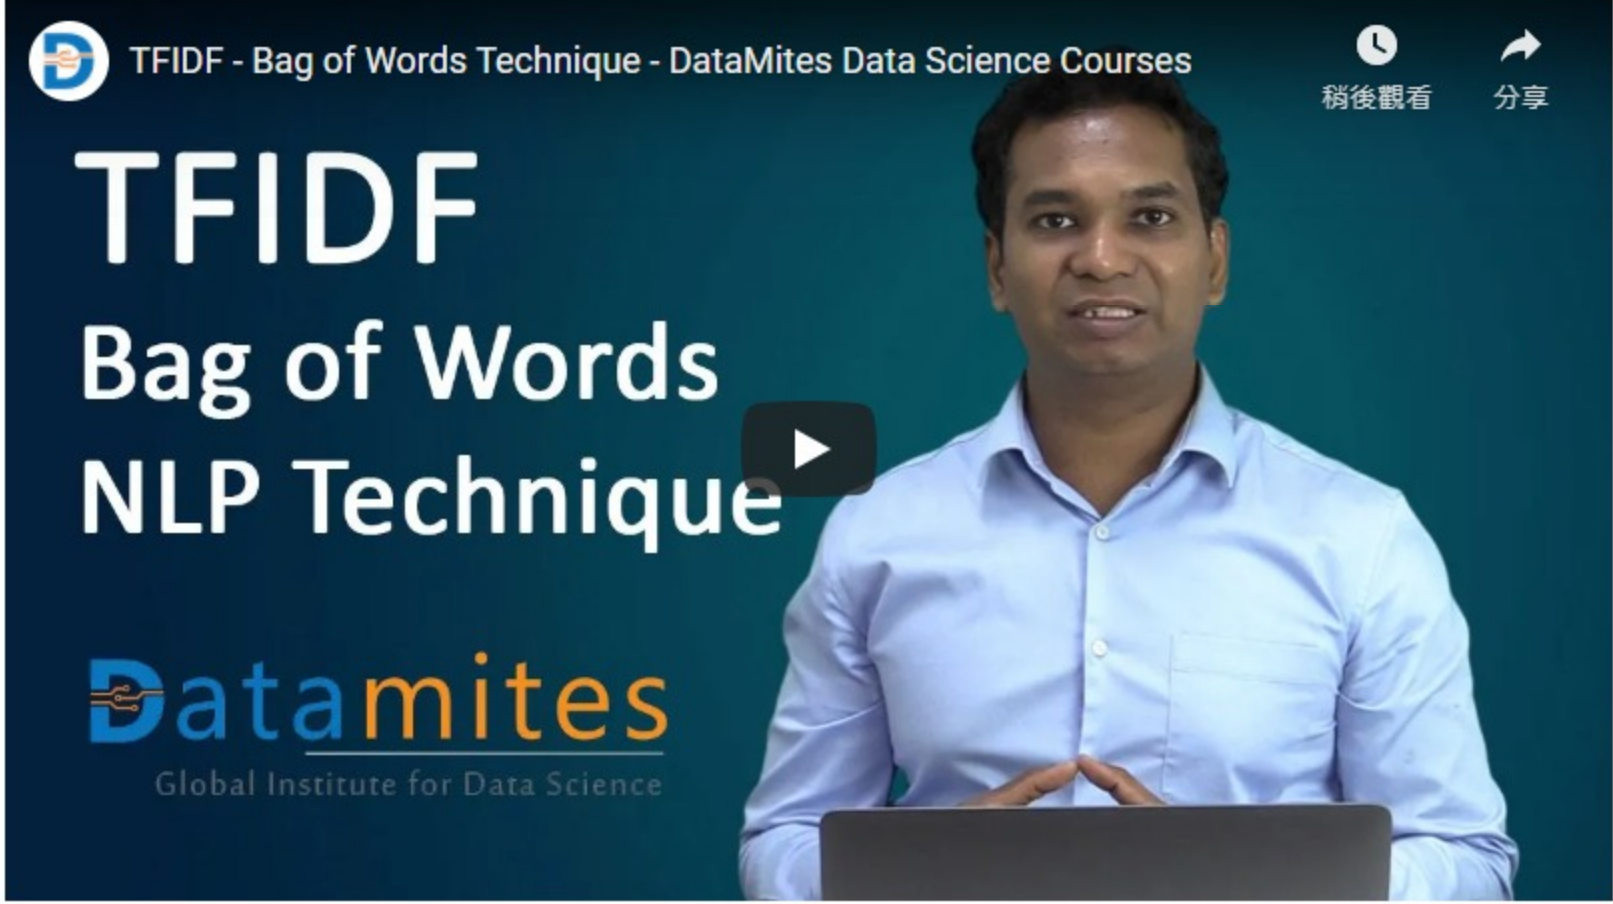 TFIDF - Bag of Words Technique - DataMites Data Science Courses
稍後觀看
分享
TFIDF
Bag of Words
NLP Technique
Datamites
Global Institute for Data Science